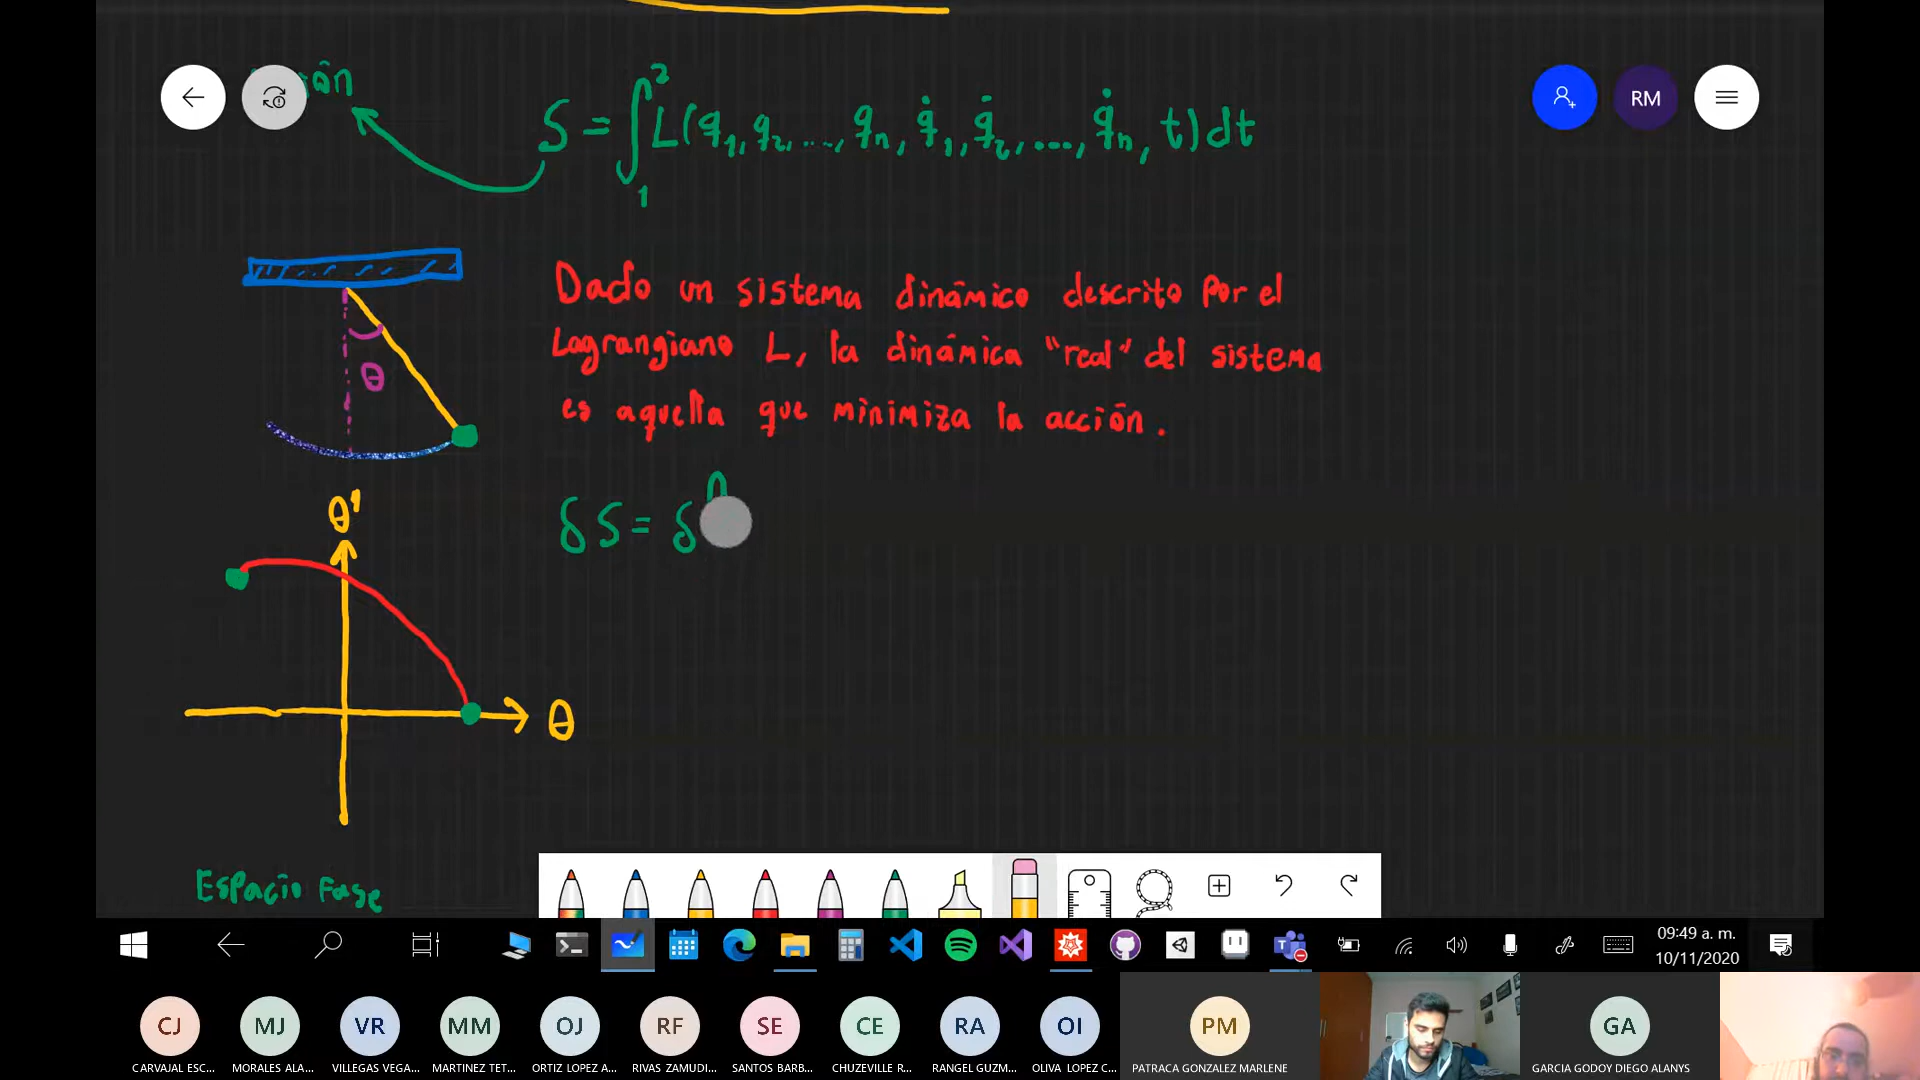 S = ∫₁² L(q₁, q₂, ..., qₙ, q̇₁, q̇₂, ..., q̇ₙ, t) dt
RM
Dado un sistema dinámico descrito por el
Lagrangiano L, la dinámica "real" del sistema
es aquella que minimiza la acción.
θ
δS = δ
θ'
θ
Espacio Fase
09:49 a. m.
10/11/2020
CJ MJ VR MM OJ RF SE CE RA OI PM GA
CARVAJAL ESC... MORALES ALA... VILLEGAS VEGA... MARTINEZ TET... ORTIZ LOPEZ A... RIVAS ZAMUDI... SANTOS BARB... CHUZEVILLE R... RANGEL GUZM... OLIVA LOPEZ C... PATRACA GONZALEZ MARLENE GARCIA GODOY DIEGO ALANYS